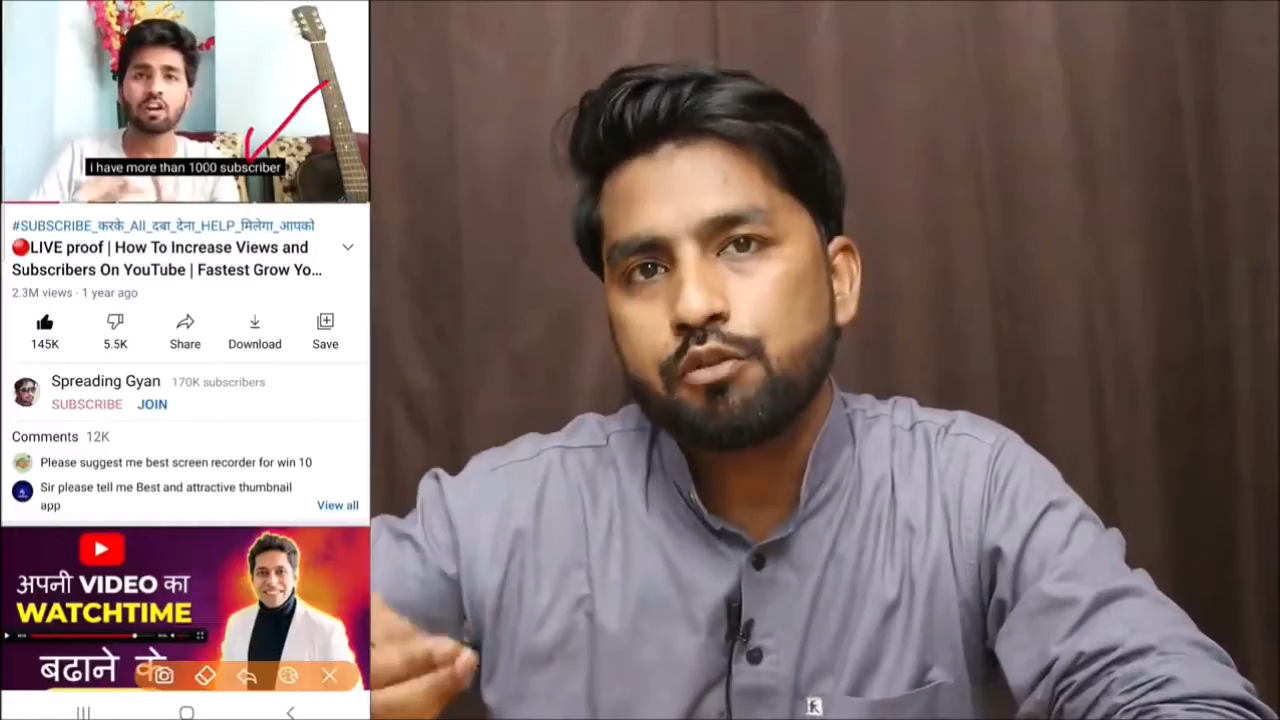 i have more than 1000 subscriber
#SUBSCRIBE_करके_All_दबा_देना_HELP_मिलेगा_आपको
🔴LIVE proof | How To Increase Views and
Subscribers On YouTube | Fastest Grow Yo...
2.3M views · 1 year ago
145K
5.5K
Share
Download
Save
Spreading Gyan 170K subscribers
SUBSCRIBE JOIN
Comments 12K
Please suggest me best screen recorder for win 10
Sir please tell me Best and attractive thumbnail
app
View all
अपनी VIDEO का
WATCHTIME
बढाने के